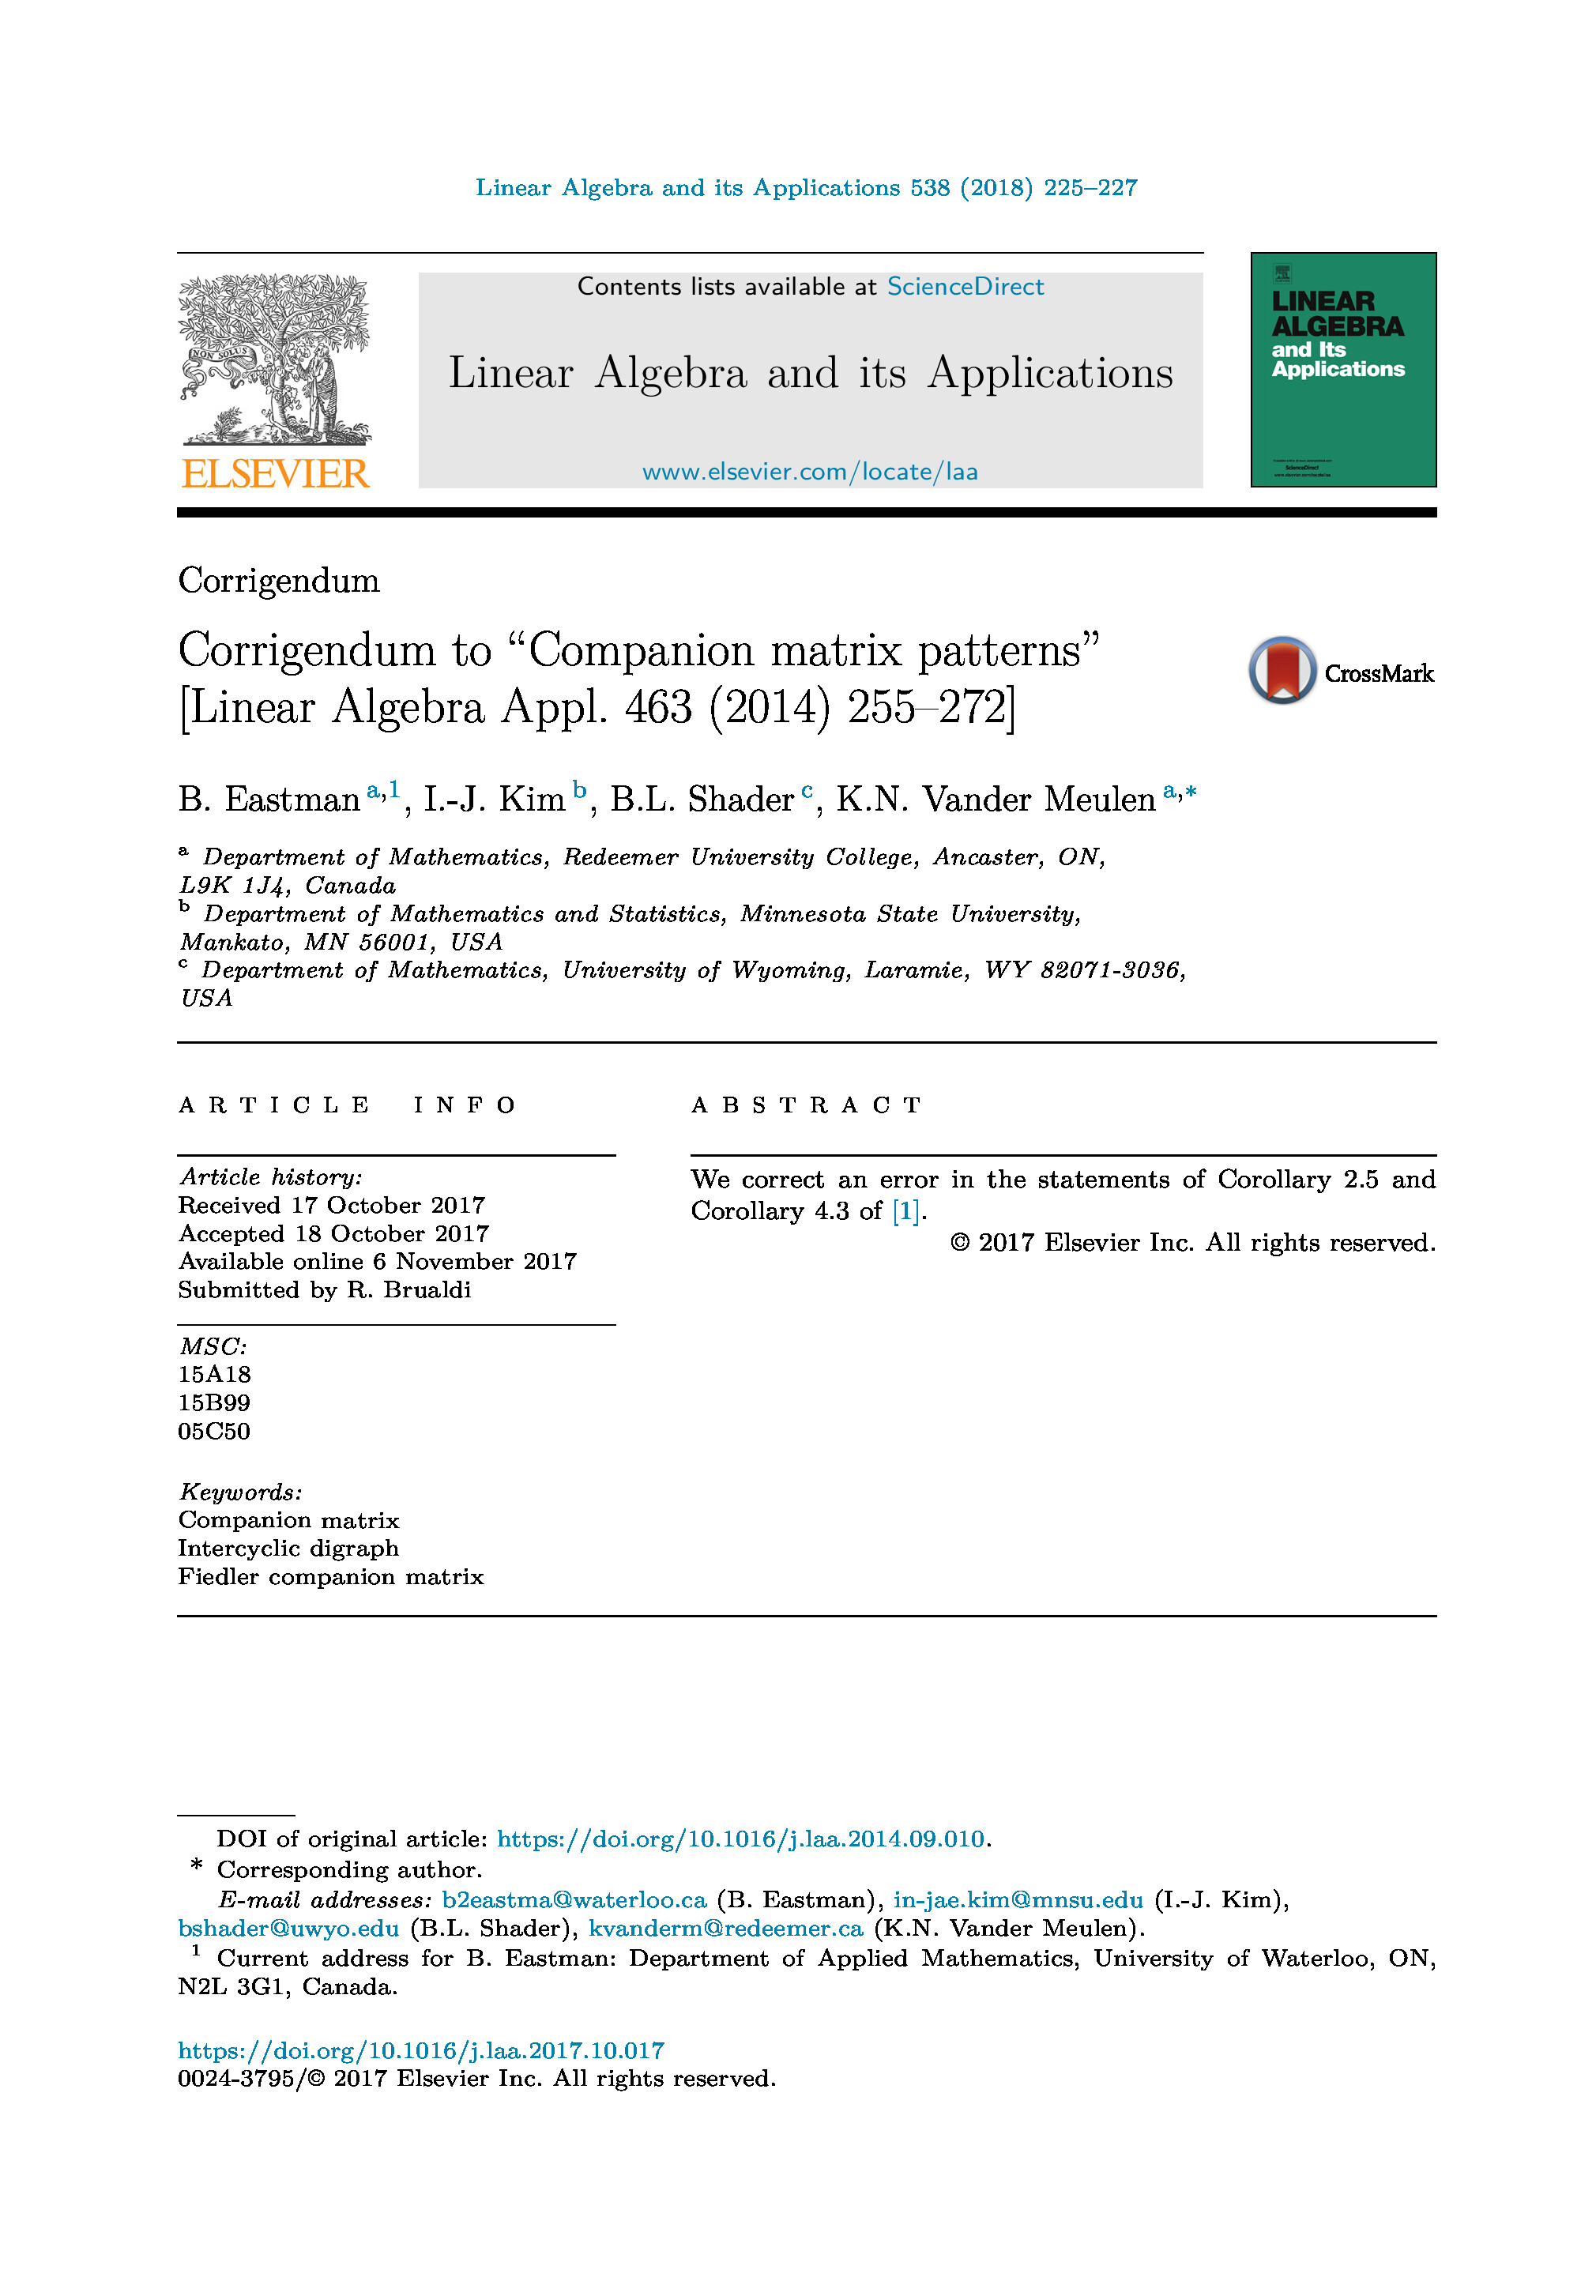 Linear Algebra and its Applications 538 (2018) 225–227
Contents lists available at ScienceDirect
Linear Algebra and its Applications
www.elsevier.com/locate/laa
NON SOLUS
ELSEVIER
LINEAR
ALGEBRA
and Its
Applications
ScienceDirect
Corrigendum
Corrigendum to “Companion matrix patterns”
[Linear Algebra Appl. 463 (2014) 255–272]
CrossMark
B. Eastman a,1, I.-J. Kim b, B.L. Shader c, K.N. Vander Meulen a,*
a Department of Mathematics, Redeemer University College, Ancaster, ON,
L9K 1J4, Canada
b Department of Mathematics and Statistics, Minnesota State University,
Mankato, MN 56001, USA
c Department of Mathematics, University of Wyoming, Laramie, WY 82071-3036,
USA
ARTICLE INFO
Article history:
Received 17 October 2017
Accepted 18 October 2017
Available online 6 November 2017
Submitted by R. Brualdi
MSC:
15A18
15B99
05C50
Keywords:
Companion matrix
Intercyclic digraph
Fiedler companion matrix
ABSTRACT
We correct an error in the statements of Corollary 2.5 and
Corollary 4.3 of [1].
© 2017 Elsevier Inc. All rights reserved.
DOI of original article: https://doi.org/10.1016/j.laa.2014.09.010.
* Corresponding author.
E-mail addresses: b2eastma@waterloo.ca (B. Eastman), in-jae.kim@mnsu.edu (I.-J. Kim),
bshader@uwyo.edu (B.L. Shader), kvanderm@redeemer.ca (K.N. Vander Meulen).
1 Current address for B. Eastman: Department of Applied Mathematics, University of Waterloo, ON,
N2L 3G1, Canada.
https://doi.org/10.1016/j.laa.2017.10.017
0024-3795/© 2017 Elsevier Inc. All rights reserved.